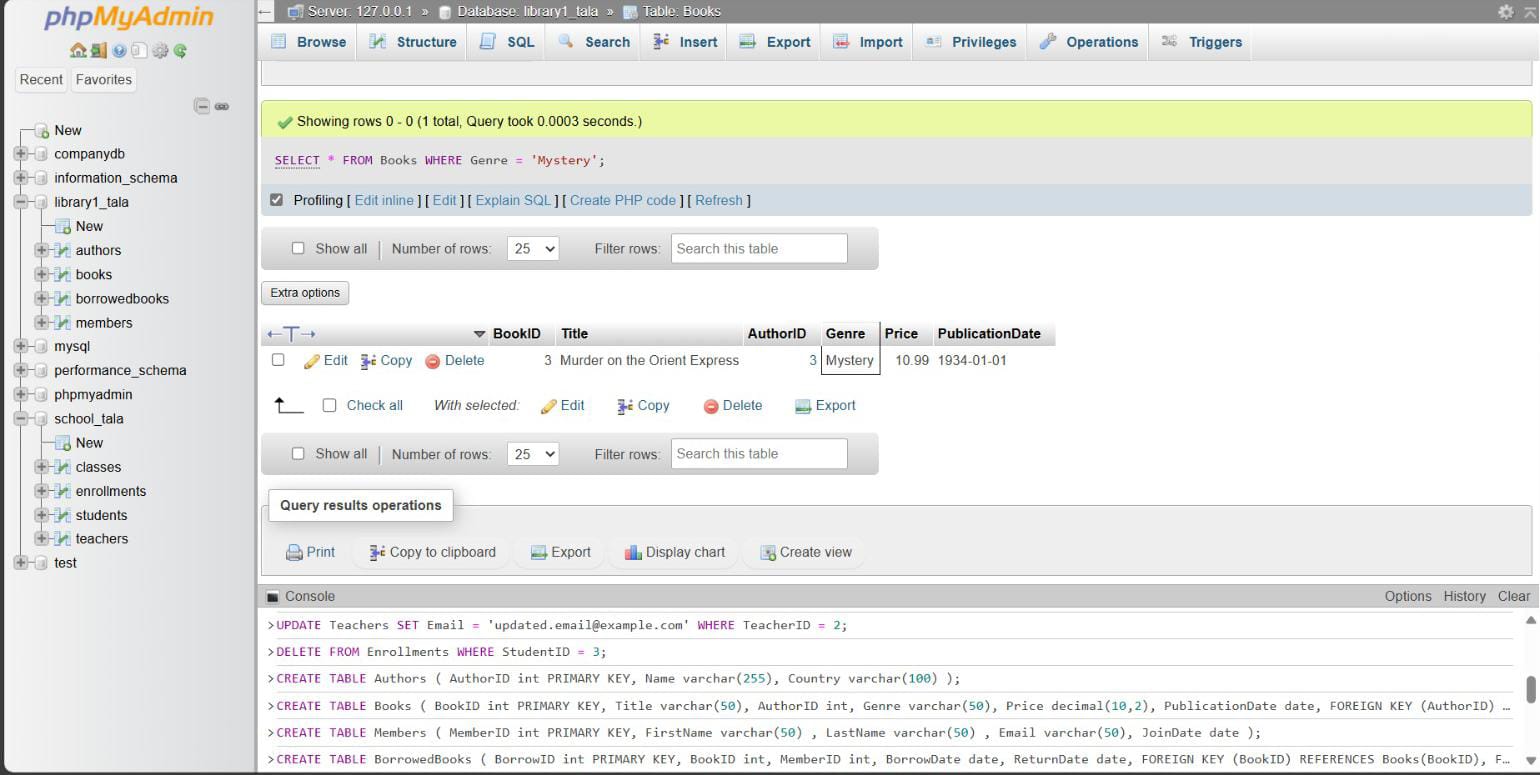 phpMyAdmin
Recent Favorites
New
companydb
information_schema
library1_tala
New
authors
books
borrowedbooks
members
mysql
performance_schema
phpmyadmin
school_tala
New
classes
enrollments
students
teachers
test
Server: 127.0.0.1 » Database: library1_tala » Table: Books
Browse Structure SQL Search Insert Export Import Privileges Operations Triggers
Showing rows 0 - 0 (1 total, Query took 0.0003 seconds.)
SELECT * FROM Books WHERE Genre = 'Mystery';
Profiling [ Edit inline ] [ Edit ] [ Explain SQL ] [ Create PHP code ] [ Refresh ]
Show all Number of rows: 25 Filter rows: Search this table
Extra options
←T→ BookID Title AuthorID Genre Price PublicationDate
Edit Copy Delete 3 Murder on the Orient Express 3 Mystery 10.99 1934-01-01
Check all With selected: Edit Copy Delete Export
Show all Number of rows: 25 Filter rows: Search this table
Query results operations
Print Copy to clipboard Export Display chart Create view
Console Options History Clear
>UPDATE Teachers SET Email = 'updated.email@example.com' WHERE TeacherID = 2;
>DELETE FROM Enrollments WHERE StudentID = 3;
>CREATE TABLE Authors ( AuthorID int PRIMARY KEY, Name varchar(255), Country varchar(100) );
>CREATE TABLE Books ( BookID int PRIMARY KEY, Title varchar(50), AuthorID int, Genre varchar(50), Price decimal(10,2), PublicationDate date, FOREIGN KEY (AuthorID) …
>CREATE TABLE Members ( MemberID int PRIMARY KEY, FirstName varchar(50) , LastName varchar(50) , Email varchar(50), JoinDate date );
>CREATE TABLE BorrowedBooks ( BorrowID int PRIMARY KEY, BookID int, MemberID int, BorrowDate date, ReturnDate date, FOREIGN KEY (BookID) REFERENCES Books(BookID), F…